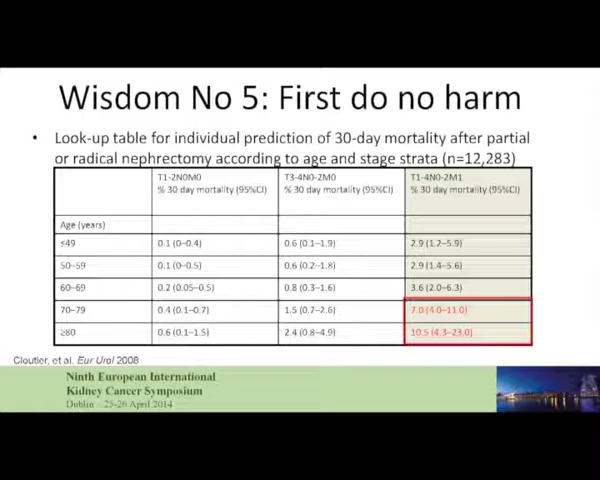 Wisdom No 5: First do no harm
• Look-up table for individual prediction of 30-day mortality after partial
or radical nephrectomy according to age and stage strata (n=12,283)
T1-2N0M0 T3-4N0-2M0 T1-4N0-2M1
% 30 day mortality (95%CI) % 30 day mortality (95%CI) % 30 day mortality (95%CI)
Age (years)
≤49 0.1 (0–0.4) 0.6 (0.1–1.9) 2.9 (1.2–5.9)
50–59 0.1 (0–0.5) 0.6 (0.2–1.8) 2.9 (1.4–5.6)
60–69 0.2 (0.05–0.5) 0.8 (0.3–1.6) 3.6 (2.0–6.3)
70–79 0.4 (0.1–0.7) 1.5 (0.7–2.6) 7.0 (4.0–11.0)
≥80 0.6 (0.1–1.5) 2.4 (0.8–4.9) 10.5 (4.3–23.0)
Cloutier, et al. Eur Urol 2008
Ninth European International
Kidney Cancer Symposium
Dublin – 25-26 April 2014